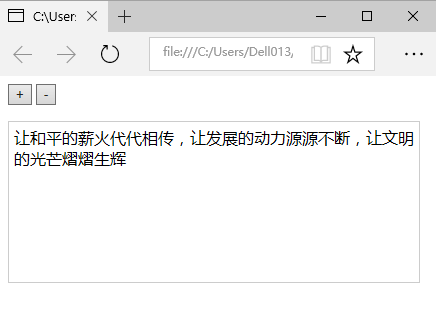 C:\Users
file:///C:/Users/Dell013/
+ -
让和平的薪火代代相传，让发展的动力源源不断，让文明
的光芒熠熠生辉